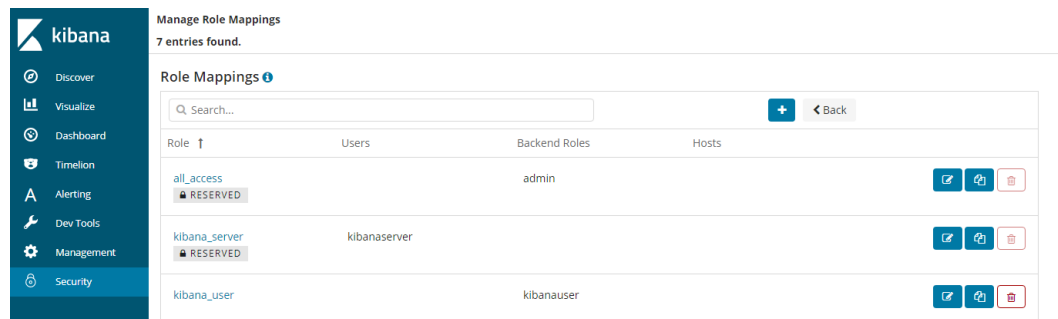 kibana
Discover
Visualize
Dashboard
Timelion
Alerting
Dev Tools
Management
Security
Manage Role Mappings
7 entries found.
Role Mappings
Search...
Back
Role Users Backend Roles Hosts
all_access admin
RESERVED
kibana_server kibanaserver
RESERVED
kibana_user kibanauser